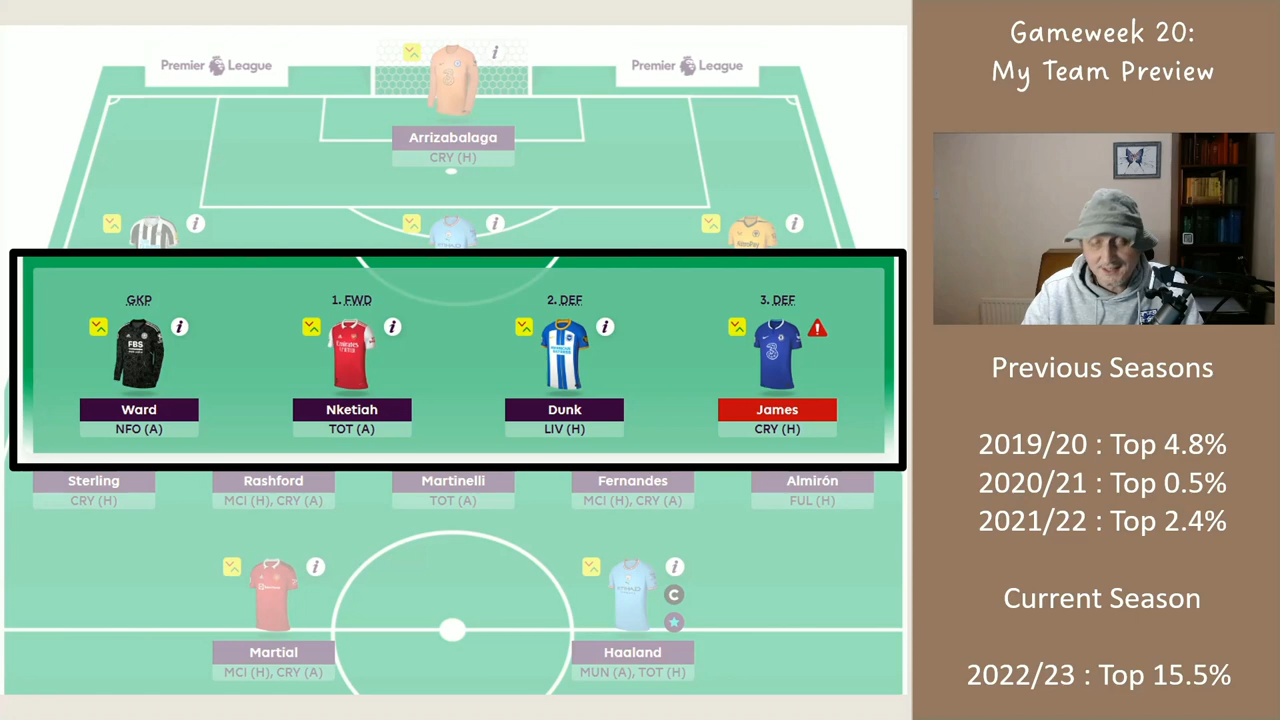 Gameweek 20:
My Team Preview
Premier League
Premier League
Arrizabalaga
CRY (H)
GKP
1. FWD
2. DEF
3. DEF
FBS
Ward
Nketiah
Dunk
James
NFO (A)
TOT (A)
LIV (H)
CRY (H)
Sterling
Rashford
Martinelli
Fernandes
Almirón
CRY (H)
MCI (H), CRY (A)
TOT (A)
MCI (H), CRY (A)
FUL (H)
C
Martial
Haaland
MCI (H), CRY (A)
MUN (A), TOT (H)
Previous Seasons
2019/20 : Top 4.8%
2020/21 : Top 0.5%
2021/22 : Top 2.4%
Current Season
2022/23 : Top 15.5%